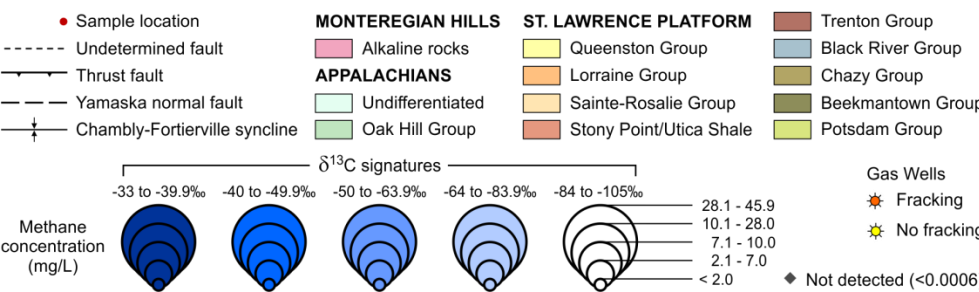 Sample location
Undetermined fault
Thrust fault
Yamaska normal fault
Chambly-Fortierville syncline
MONTEREGIAN HILLS
Alkaline rocks
APPALACHIANS
Undifferentiated
Oak Hill Group
ST. LAWRENCE PLATFORM
Queenston Group
Lorraine Group
Sainte-Rosalie Group
Stony Point/Utica Shale
Trenton Group
Black River Group
Chazy Group
Beekmantown Group
Potsdam Group
δ13C signatures
-33 to -39.9‰ -40 to -49.9‰ -50 to -63.9‰ -64 to -83.9‰ -84 to -105‰
Methane
concentration
(mg/L)
28.1 - 45.9
10.1 - 28.0
7.1 - 10.0
2.1 - 7.0
< 2.0
Gas Wells
Fracking
No fracking
Not detected (<0.0006